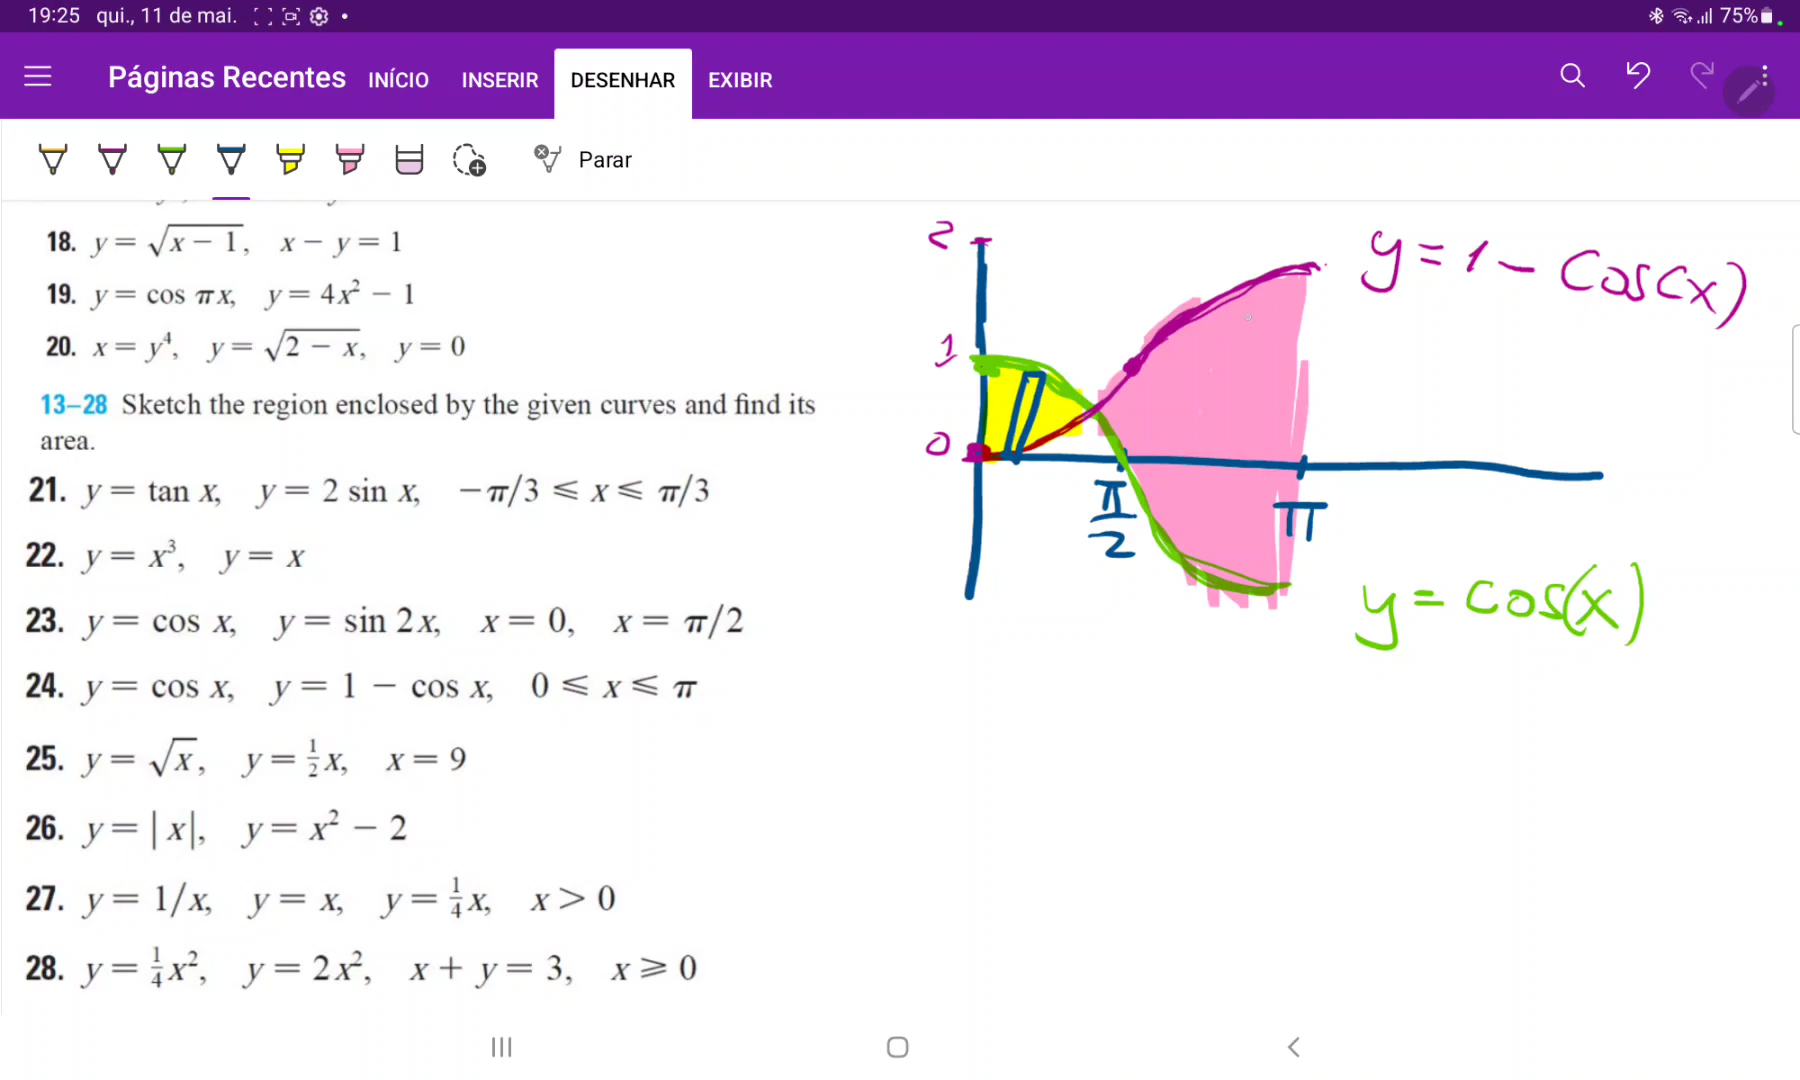 19:25 qui., 11 de mai. 75%
Páginas Recentes INÍCIO INSERIR DESENHAR EXIBIR
Parar
18. y = √(x − 1), x − y = 1
19. y = cos πx, y = 4x² − 1
20. x = y⁴, y = √(2 − x), y = 0
13–28 Sketch the region enclosed by the given curves and find its
area.
21. y = tan x, y = 2 sin x, −π/3 ⩽ x ⩽ π/3
22. y = x³, y = x
23. y = cos x, y = sin 2x, x = 0, x = π/2
24. y = cos x, y = 1 − cos x, 0 ⩽ x ⩽ π
25. y = √x, y = ½x, x = 9
26. y = |x|, y = x² − 2
27. y = 1/x, y = x, y = ¼x, x > 0
28. y = ¼x², y = 2x², x + y = 3, x ⩾ 0
2
y = 1 − cos(x)
1
0
π/2
π
y = cos(x)